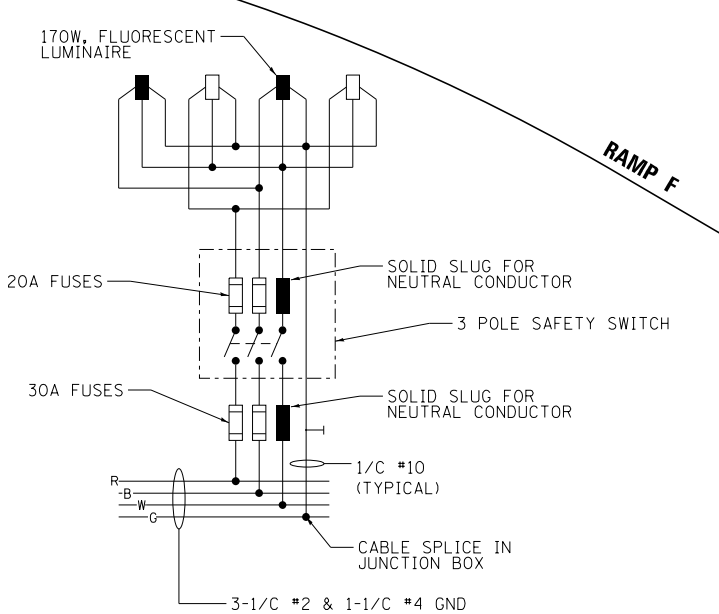 170W, FLUORESCENT
LUMINAIRE
RAMP F
20A FUSES
SOLID SLUG FOR
NEUTRAL CONDUCTOR
3 POLE SAFETY SWITCH
30A FUSES
SOLID SLUG FOR
NEUTRAL CONDUCTOR
1/C #10
(TYPICAL)
R
B
W
G
CABLE SPLICE IN
JUNCTION BOX
3-1/C #2 & 1-1/C #4 GND